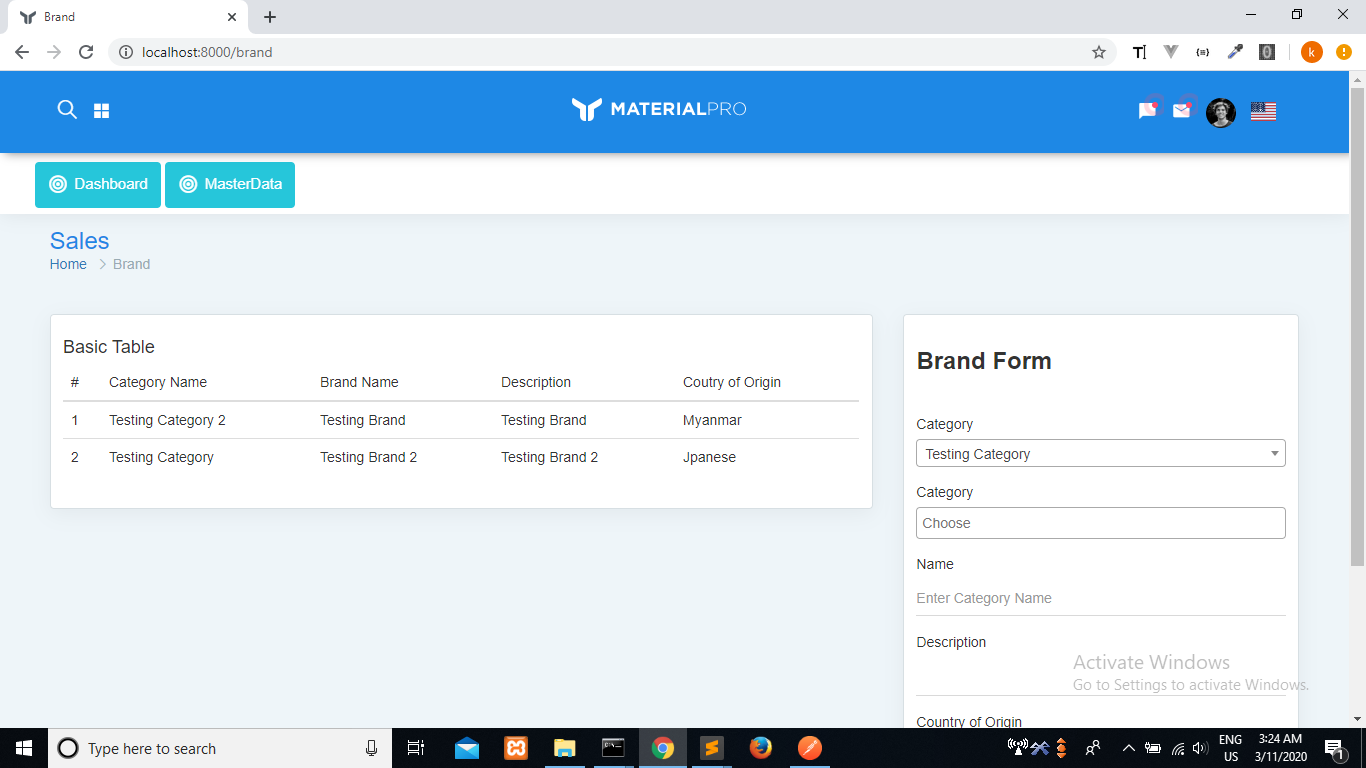 Brand
localhost:8000/brand
k
MATERIALPRO
Dashboard
MasterData
Sales
Home > Brand
Basic Table
# Category Name Brand Name Description Coutry of Origin
1 Testing Category 2 Testing Brand Testing Brand Myanmar
2 Testing Category Testing Brand 2 Testing Brand 2 Jpanese
Brand Form
Category
Testing Category
Category
Choose
Name
Enter Category Name
Description
Country of Origin
Activate Windows
Go to Settings to activate Windows.
Type here to search
ENG
US
3:24 AM
3/11/2020
1